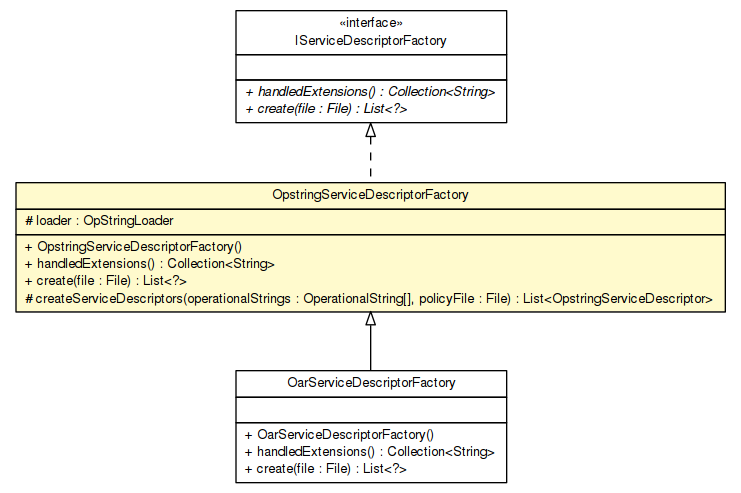 «interface»
IServiceDescriptorFactory
+ handledExtensions() : Collection<String>
+ create(file : File) : List<?>
OpstringServiceDescriptorFactory
# loader : OpStringLoader
+ OpstringServiceDescriptorFactory()
+ handledExtensions() : Collection<String>
+ create(file : File) : List<?>
# createServiceDescriptors(operationalStrings : OperationalString[], policyFile : File) : List<OpstringServiceDescriptor>
OarServiceDescriptorFactory
+ OarServiceDescriptorFactory()
+ handledExtensions() : Collection<String>
+ create(file : File) : List<?>